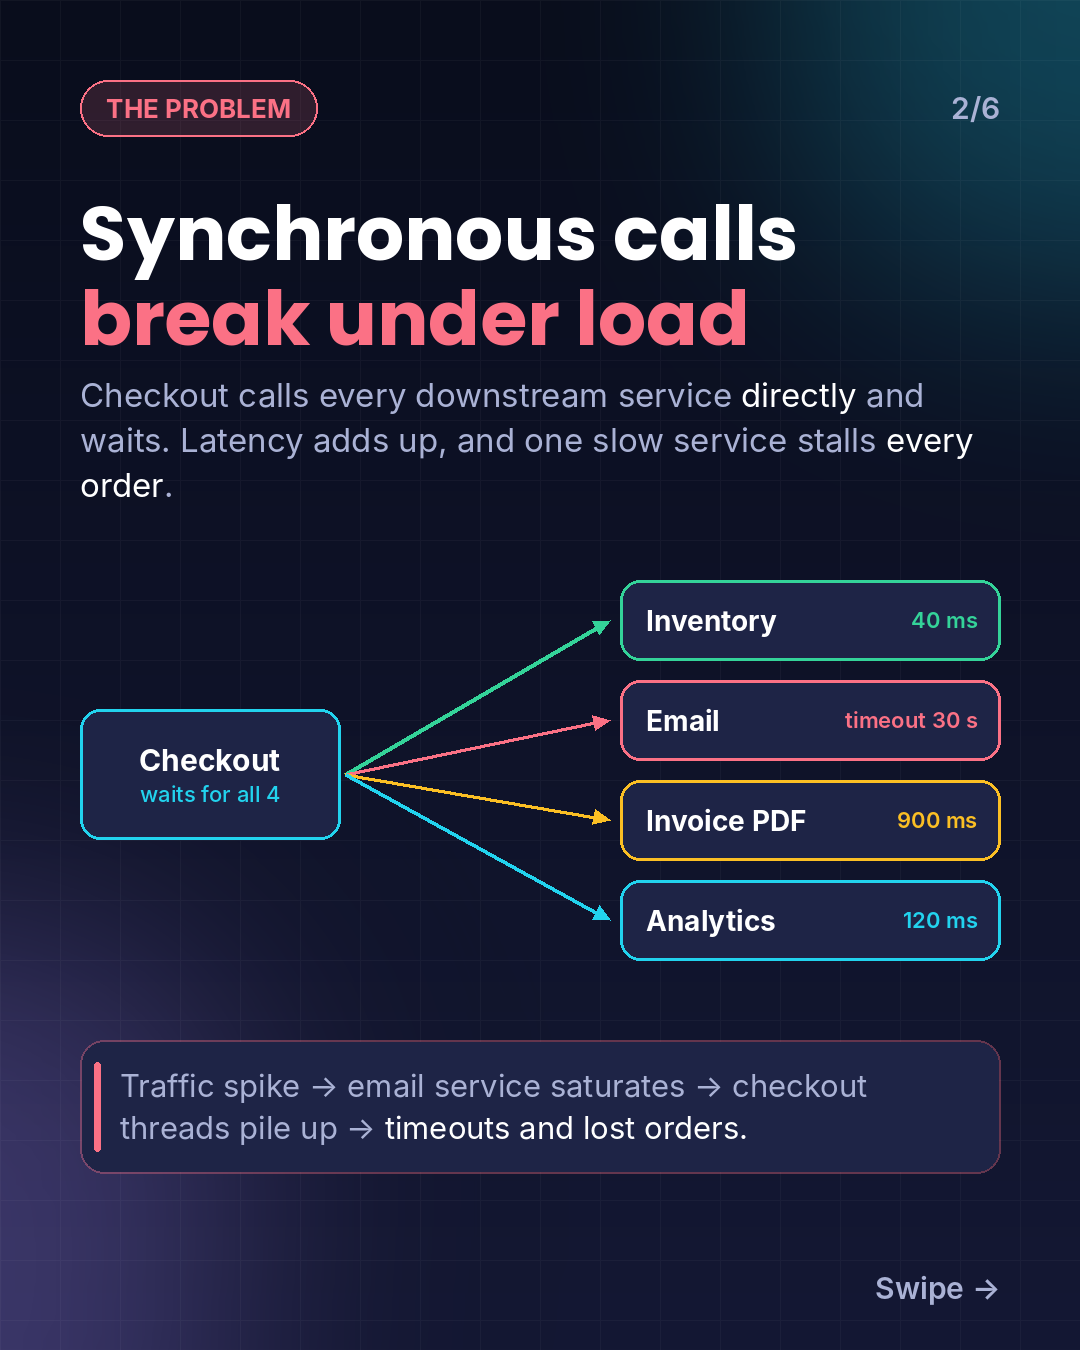 THE PROBLEM
2/6
Synchronous calls
break under load
Checkout calls every downstream service directly and
waits. Latency adds up, and one slow service stalls every
order.
Inventory 40 ms
Email timeout 30 s
Checkout
waits for all 4
Invoice PDF 900 ms
Analytics 120 ms
Traffic spike → email service saturates → checkout
threads pile up → timeouts and lost orders.
Swipe →